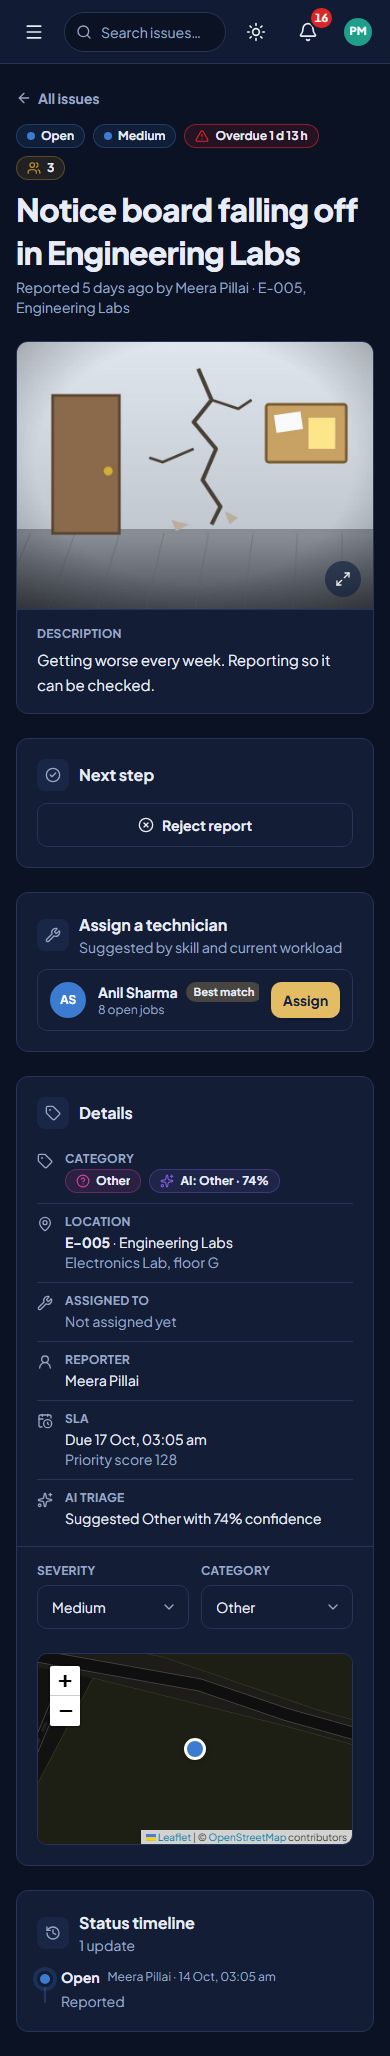 Search issues...
16
PM
All issues
Open
Medium
Overdue 1 d 13 h
3
Notice board falling off
in Engineering Labs
Reported 5 days ago by Meera Pillai · E-005,
Engineering Labs
DESCRIPTION
Getting worse every week. Reporting so it
can be checked.
Next step
Reject report
Assign a technician
Suggested by skill and current workload
AS
Anil Sharma
Best match
8 open jobs
Assign
Details
CATEGORY
Other
AI: Other · 74%
LOCATION
E-005 · Engineering Labs
Electronics Lab, floor G
ASSIGNED TO
Not assigned yet
REPORTER
Meera Pillai
SLA
Due 17 Oct, 03:05 am
Priority score 128
AI TRIAGE
Suggested Other with 74% confidence
SEVERITY
CATEGORY
Medium
Other
+
−
Leaflet | © OpenStreetMap contributors
Status timeline
1 update
Open Meera Pillai · 14 Oct, 03:05 am
Reported